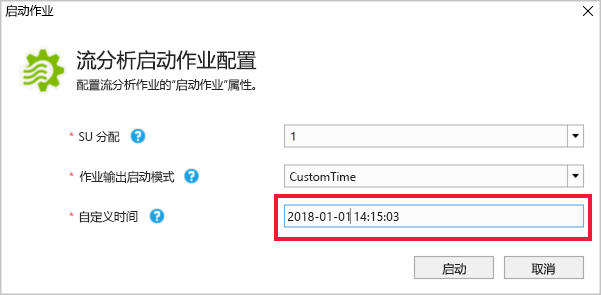 启动作业
流分析启动作业配置
配置流分析作业的“启动作业”属性。
* SU 分配 ? 1
* 作业输出启动模式 ? CustomTime
* 自定义时间 ? 2018-01-01 14:15:03
启动 取消